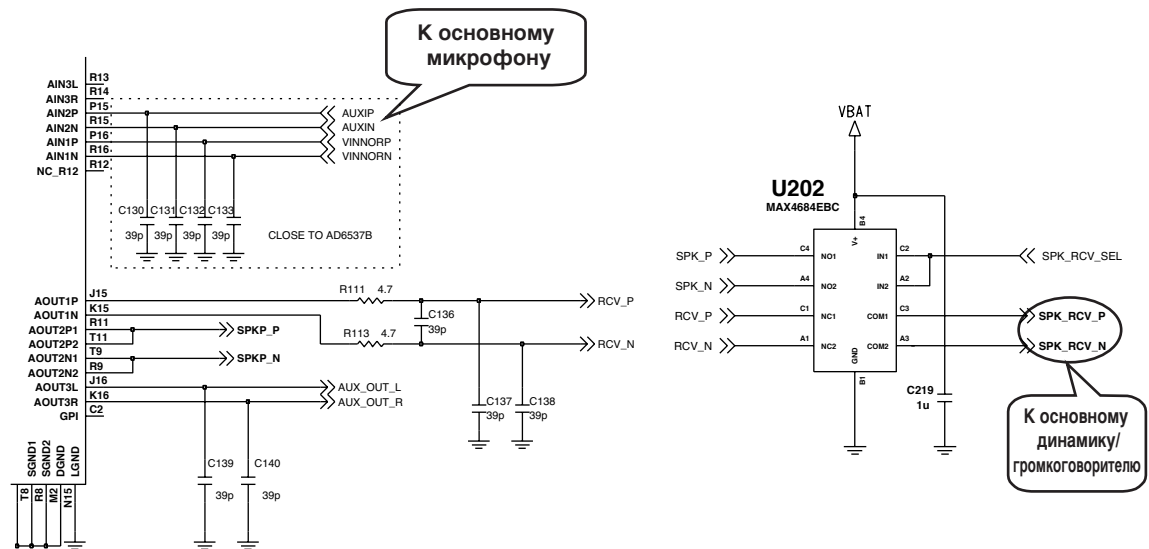 К основному
микрофону
AIN3L R13
AIN3R R14
AIN2P P15 AUXIP
AIN2N R15 AUXIN
AIN1P P16 VINNORP
AIN1N R16 VINNORN
NC_R12 R12
C130 C131 C132 C133
39p 39p 39p 39p
CLOSE TO AD6537B
AOUT1P J15 R111 4.7 RCV_P
AOUT1N K15 C136
39p
AOUT2P1 R11 SPKP_P R113 4.7 RCV_N
AOUT2P2 T11
AOUT2N1 T9 SPKP_N
AOUT2N2 R9
AOUT3L J16 AUX_OUT_L
AOUT3R K16 AUX_OUT_R
GPI C2
C137 C138
39p 39p
C139 C140
39p 39p
SGND1 SGND2 DGND LGND
T8 R8 M2 N15
VBAT
U202
MAX4684EBC
B4
V+
SPK_P C4 NO1 IN1 C2 SPK_RCV_SEL
SPK_N A4 NO2 IN2 A2
RCV_P C1 NC1 COM1 C3 SPK_RCV_P
RCV_N A1 NC2 COM2 A3 SPK_RCV_N
GND
B1
C219
1u
К основному
динамику/
громкоговорителю